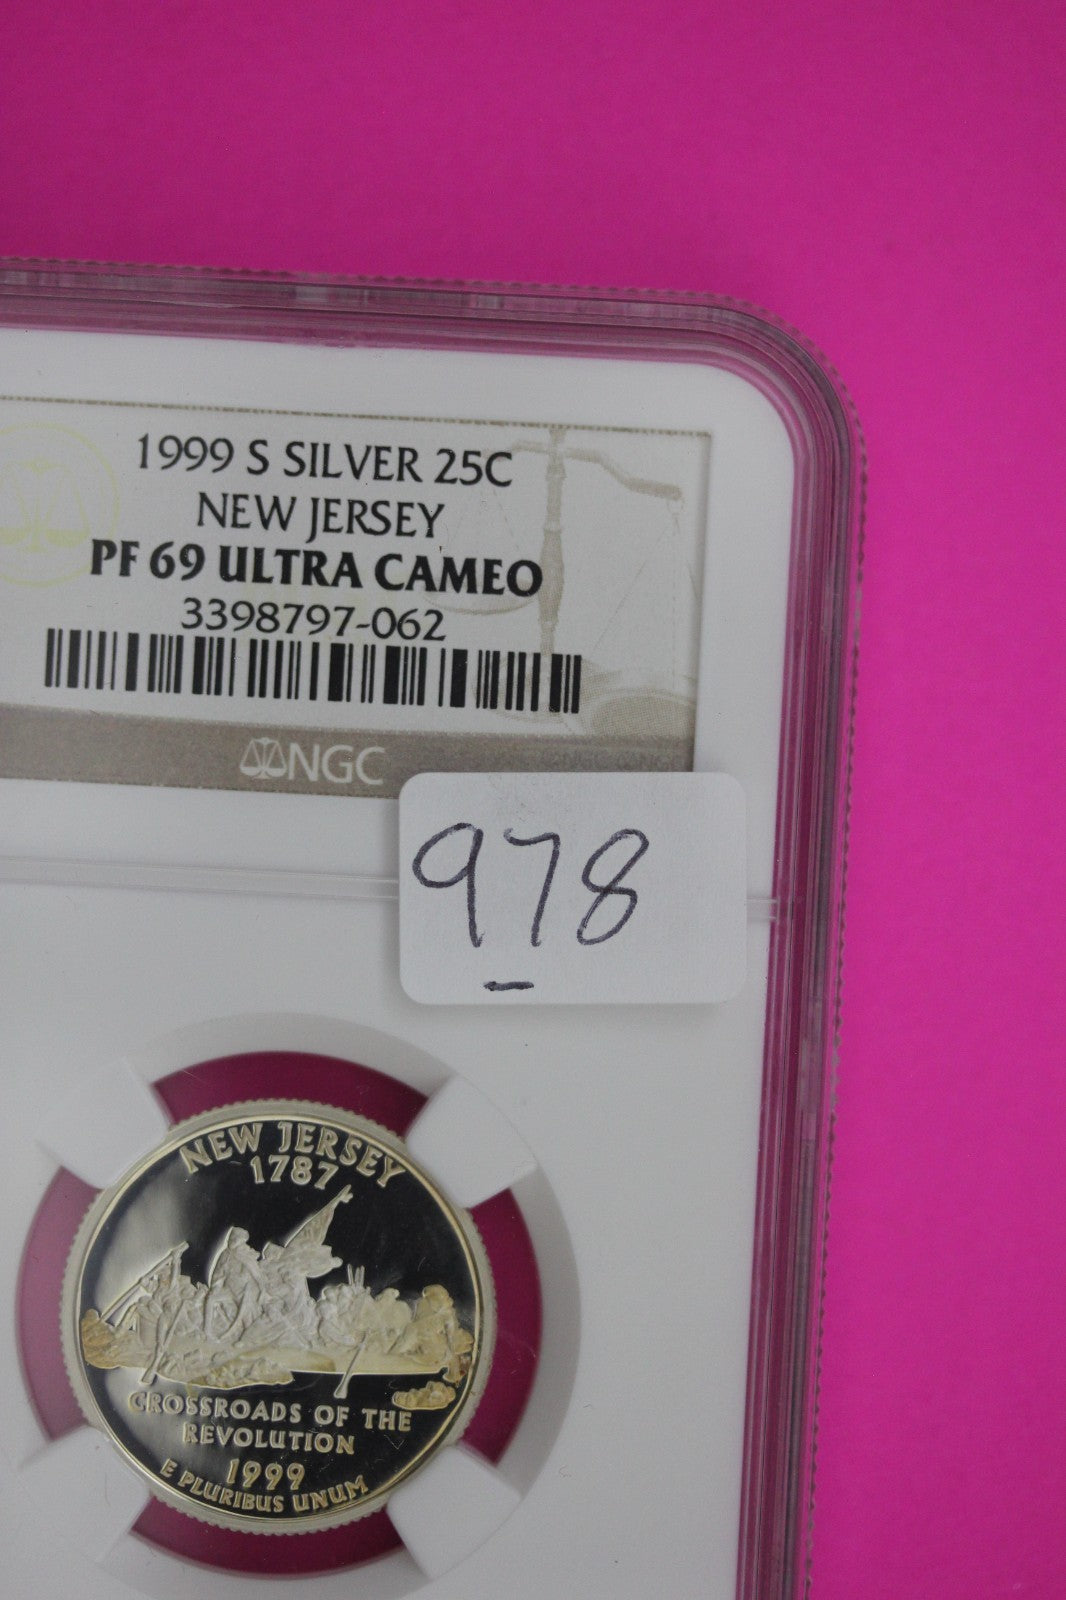 1999 S SILVER 25C
NEW JERSEY
PF 69 ULTRA CAMEO
3398797-062
NGC
978
NEW JERSEY
1787
CROSSROADS OF THE
REVOLUTION
1999
E PLURIBUS UNUM